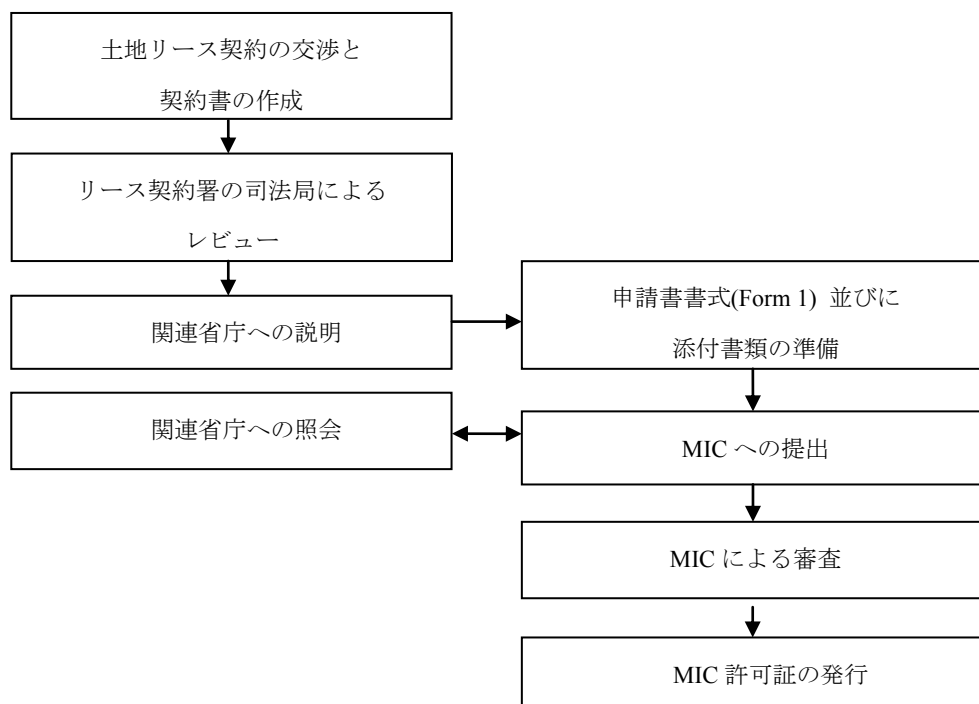 土地リース契約の交渉と
契約書の作成
リース契約署の司法局による
レビュー
関連省庁への説明
申請書書式(Form 1) 並びに
添付書類の準備
関連省庁への照会
MIC への提出
MIC による審査
MIC 許可証の発行